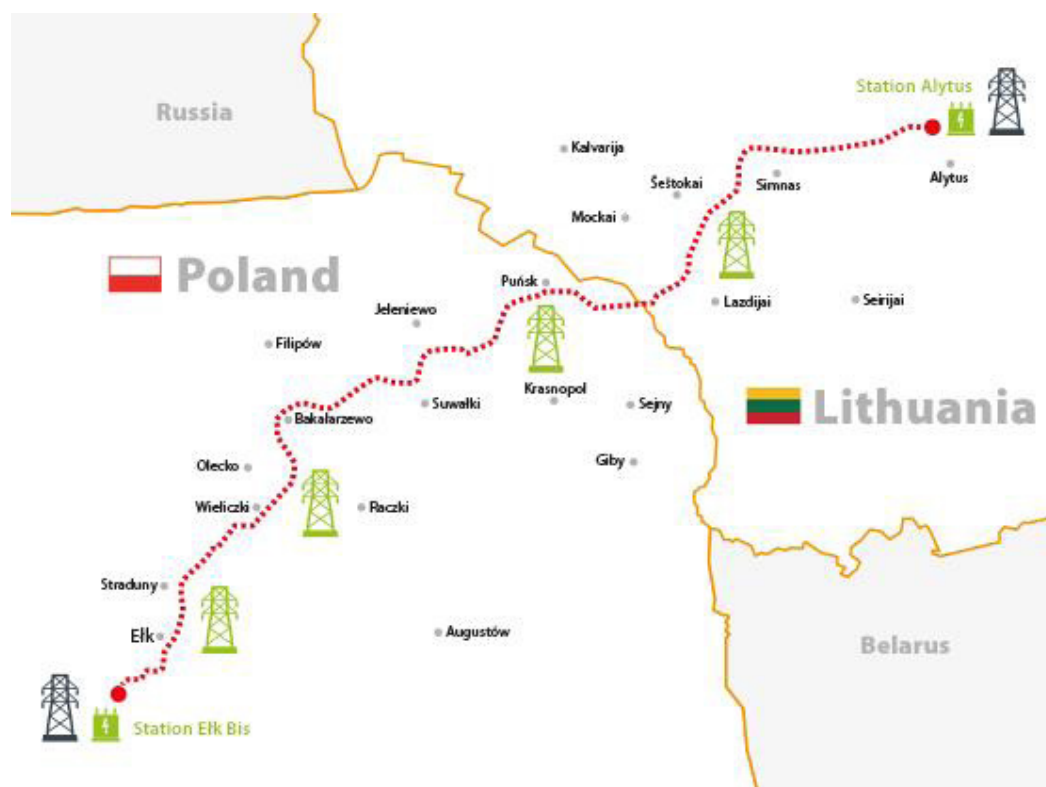 Station Alytus
Russia
Kalvarija
Alytus
Šeštokai
Simnas
Mockai
Poland
Puńsk
Lazdijai
Seirijai
Jeleniewo
Filipów
Krasnopol
Suwałki
Sejny
Lithuania
Bakałarzewo
Olecko
Giby
Wieliczki
Raczki
Straduny
Ełk
Augustów
Belarus
Station Ełk Bis